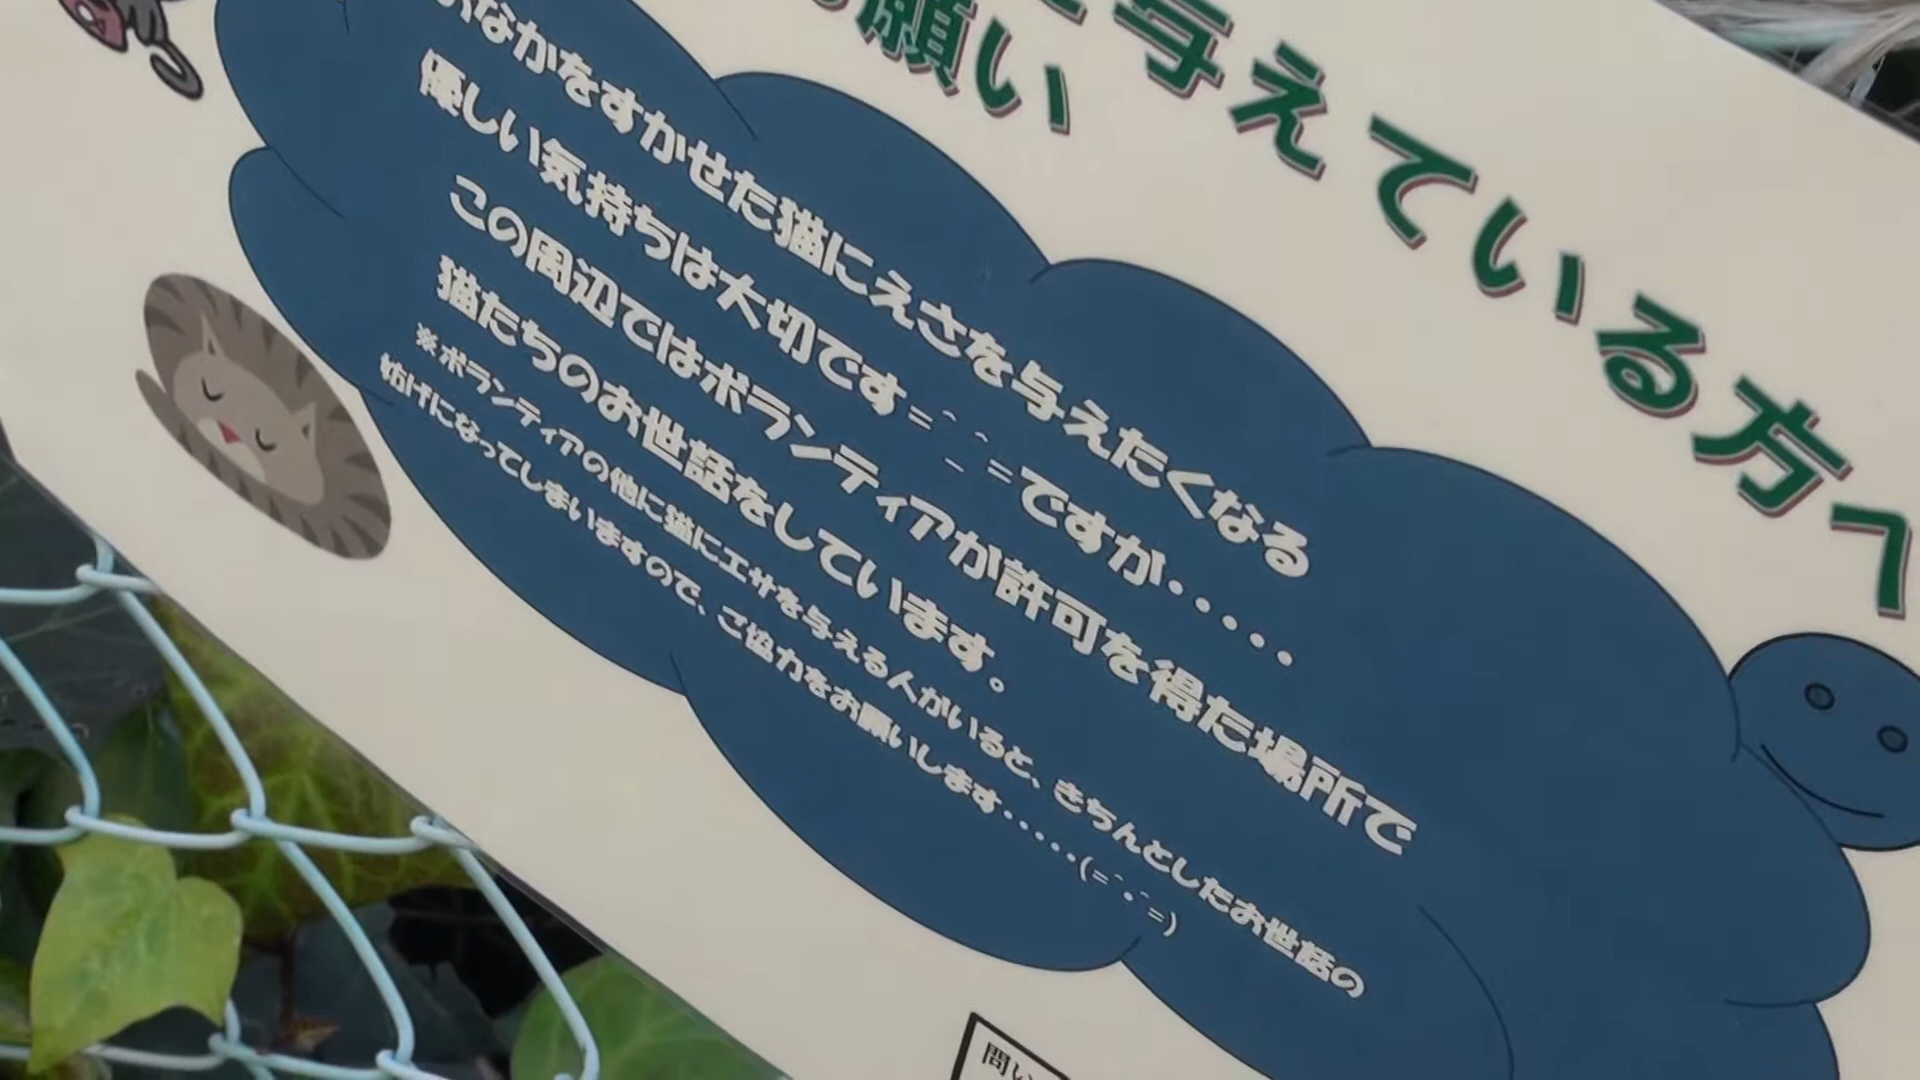 与えている方へ
お願い
おなかをすかせた猫にえさを与えたくなる
優しい気持ちは大切です=^_^=ですが・・・・・
この周辺ではボランティアが許可を得た場所で
猫たちのお世話をしています。
※ボランティアの他に猫にエサを与える人がいると、きちんとしたお世話の
妨げになってしまいますので、ご協力をお願いします・・・・・(=^・^=)
問い